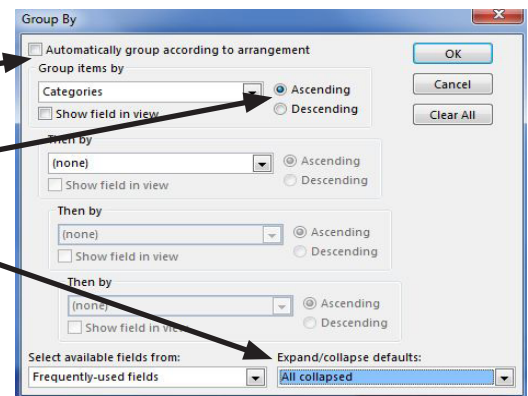 Group By
Automatically group according to arrangement
OK
Group items by
Categories
Ascending
Cancel
Show field in view
Descending
Clear All
Then by
(none)
Ascending
Show field in view
Descending
Then by
(none)
Ascending
Show field in view
Descending
Then by
(none)
Ascending
Show field in view
Descending
Select available fields from:
Expand/collapse defaults:
Frequently-used fields
All collapsed